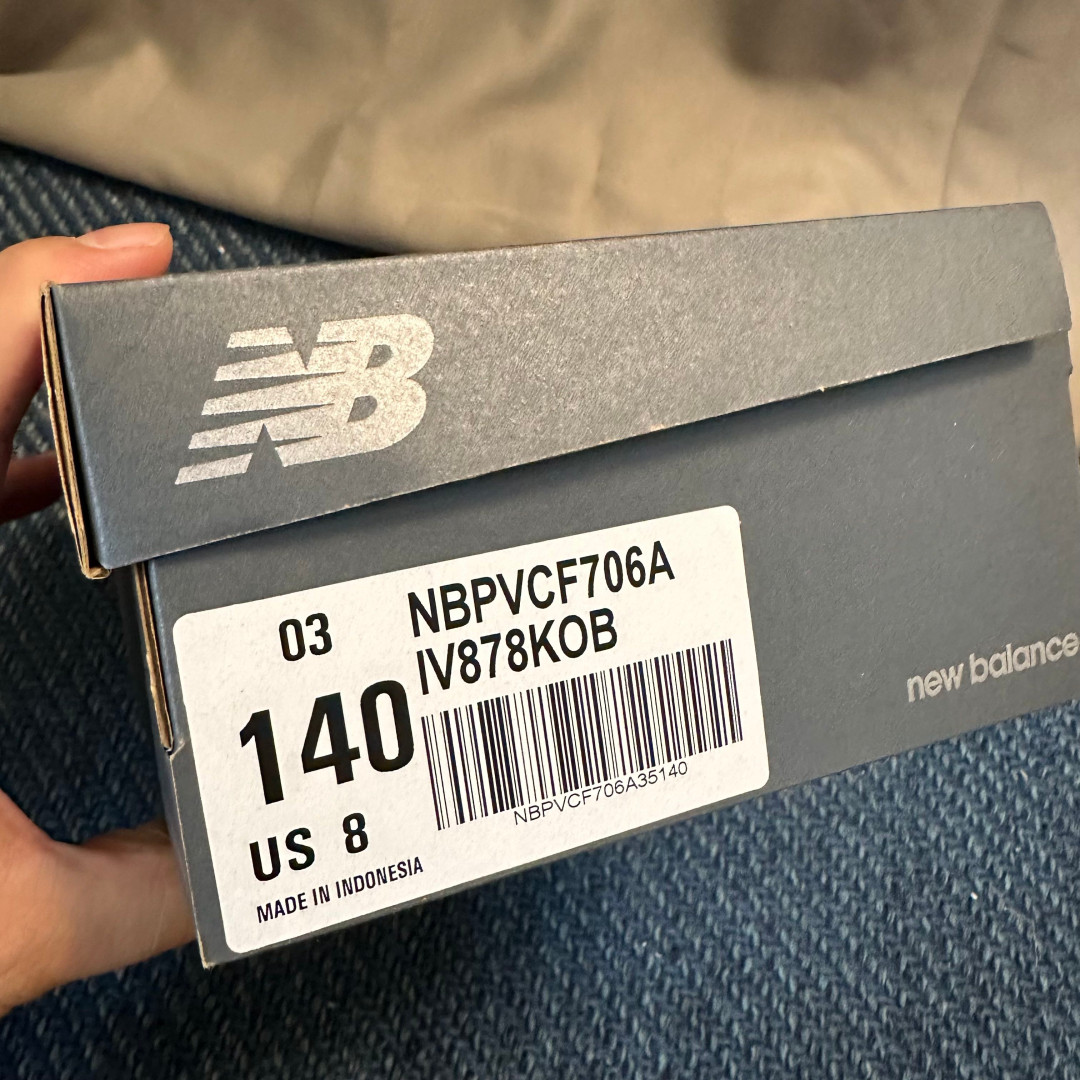 NB
03
NBPVCF706A
IV878KOB
140
NBPVCF706A35140
US 8
MADE IN INDONESIA
new balance